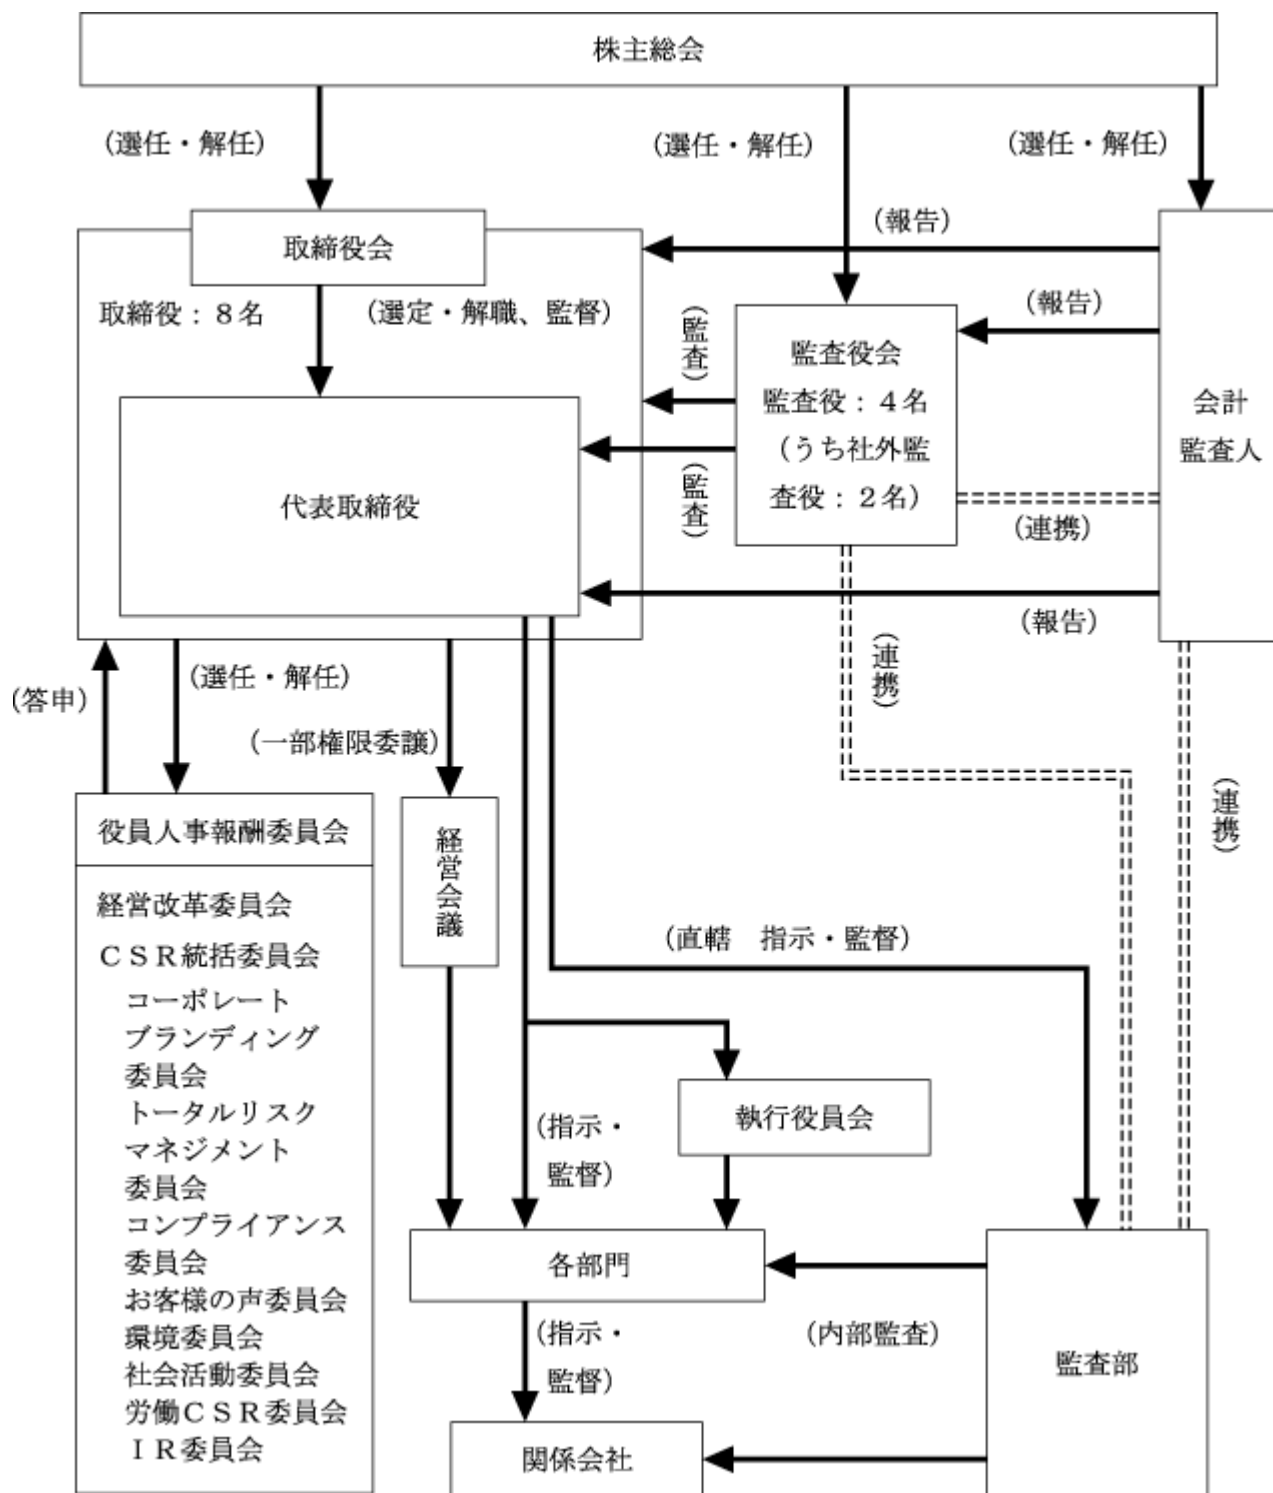 株主総会
(選任・解任)
(選任・解任)
(選任・解任)
取締役会
(報告)
取締役：８名
(選定・解職、監督)
(監査)
(報告)
監査役会
監査役：４名
（うち社外監
査役：２名）
会計
監査人
代表取締役
(監査)
(連携)
(報告)
(選任・解任)
(連携)
(答申)
(一部権限委譲)
(連携)
役員人事報酬委員会
経営会議
経営改革委員会
ＣＳＲ統括委員会
コーポレート
ブランディング
委員会
トータルリスク
マネジメント
委員会
コンプライアンス
委員会
お客様の声委員会
環境委員会
社会活動委員会
労働ＣＳＲ委員会
ＩＲ委員会
(直轄　指示・監督)
執行役員会
(指示・
監督)
各部門
(指示・
監督)
(内部監査)
監査部
関係会社